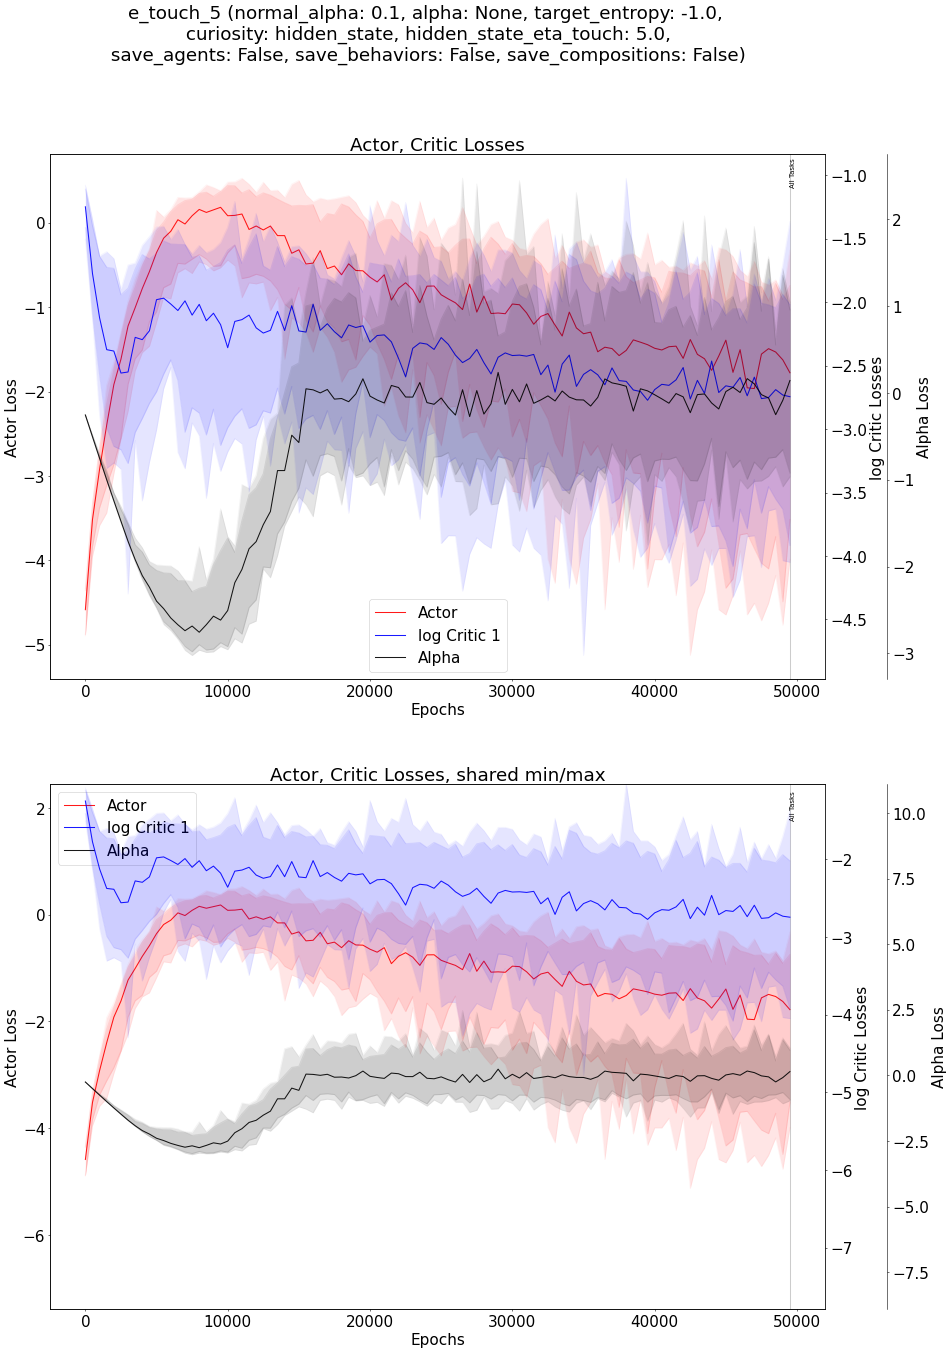 e_touch_5 (normal_alpha: 0.1, alpha: None, target_entropy: -1.0,
curiosity: hidden_state, hidden_state_eta_touch: 5.0,
save_agents: False, save_behaviors: False, save_compositions: False)
Actor, Critic Losses
All Tasks
Actor Loss
0
−1
−2
−3
−4
−5
−1.0
−1.5
−2.0
−2.5
−3.0
−3.5
−4.0
−4.5
log Critic Losses
2
1
0
−1
−2
−3
Alpha Loss
Actor
log Critic 1
Alpha
0 10000 20000 30000 40000 50000
Epochs
Actor, Critic Losses, shared min/max
Actor
log Critic 1
Alpha
All Tasks
Actor Loss
2
0
−2
−4
−6
−2
−3
−4
−5
−6
−7
log Critic Losses
10.0
7.5
5.0
2.5
0.0
−2.5
−5.0
−7.5
Alpha Loss
0 10000 20000 30000 40000 50000
Epochs